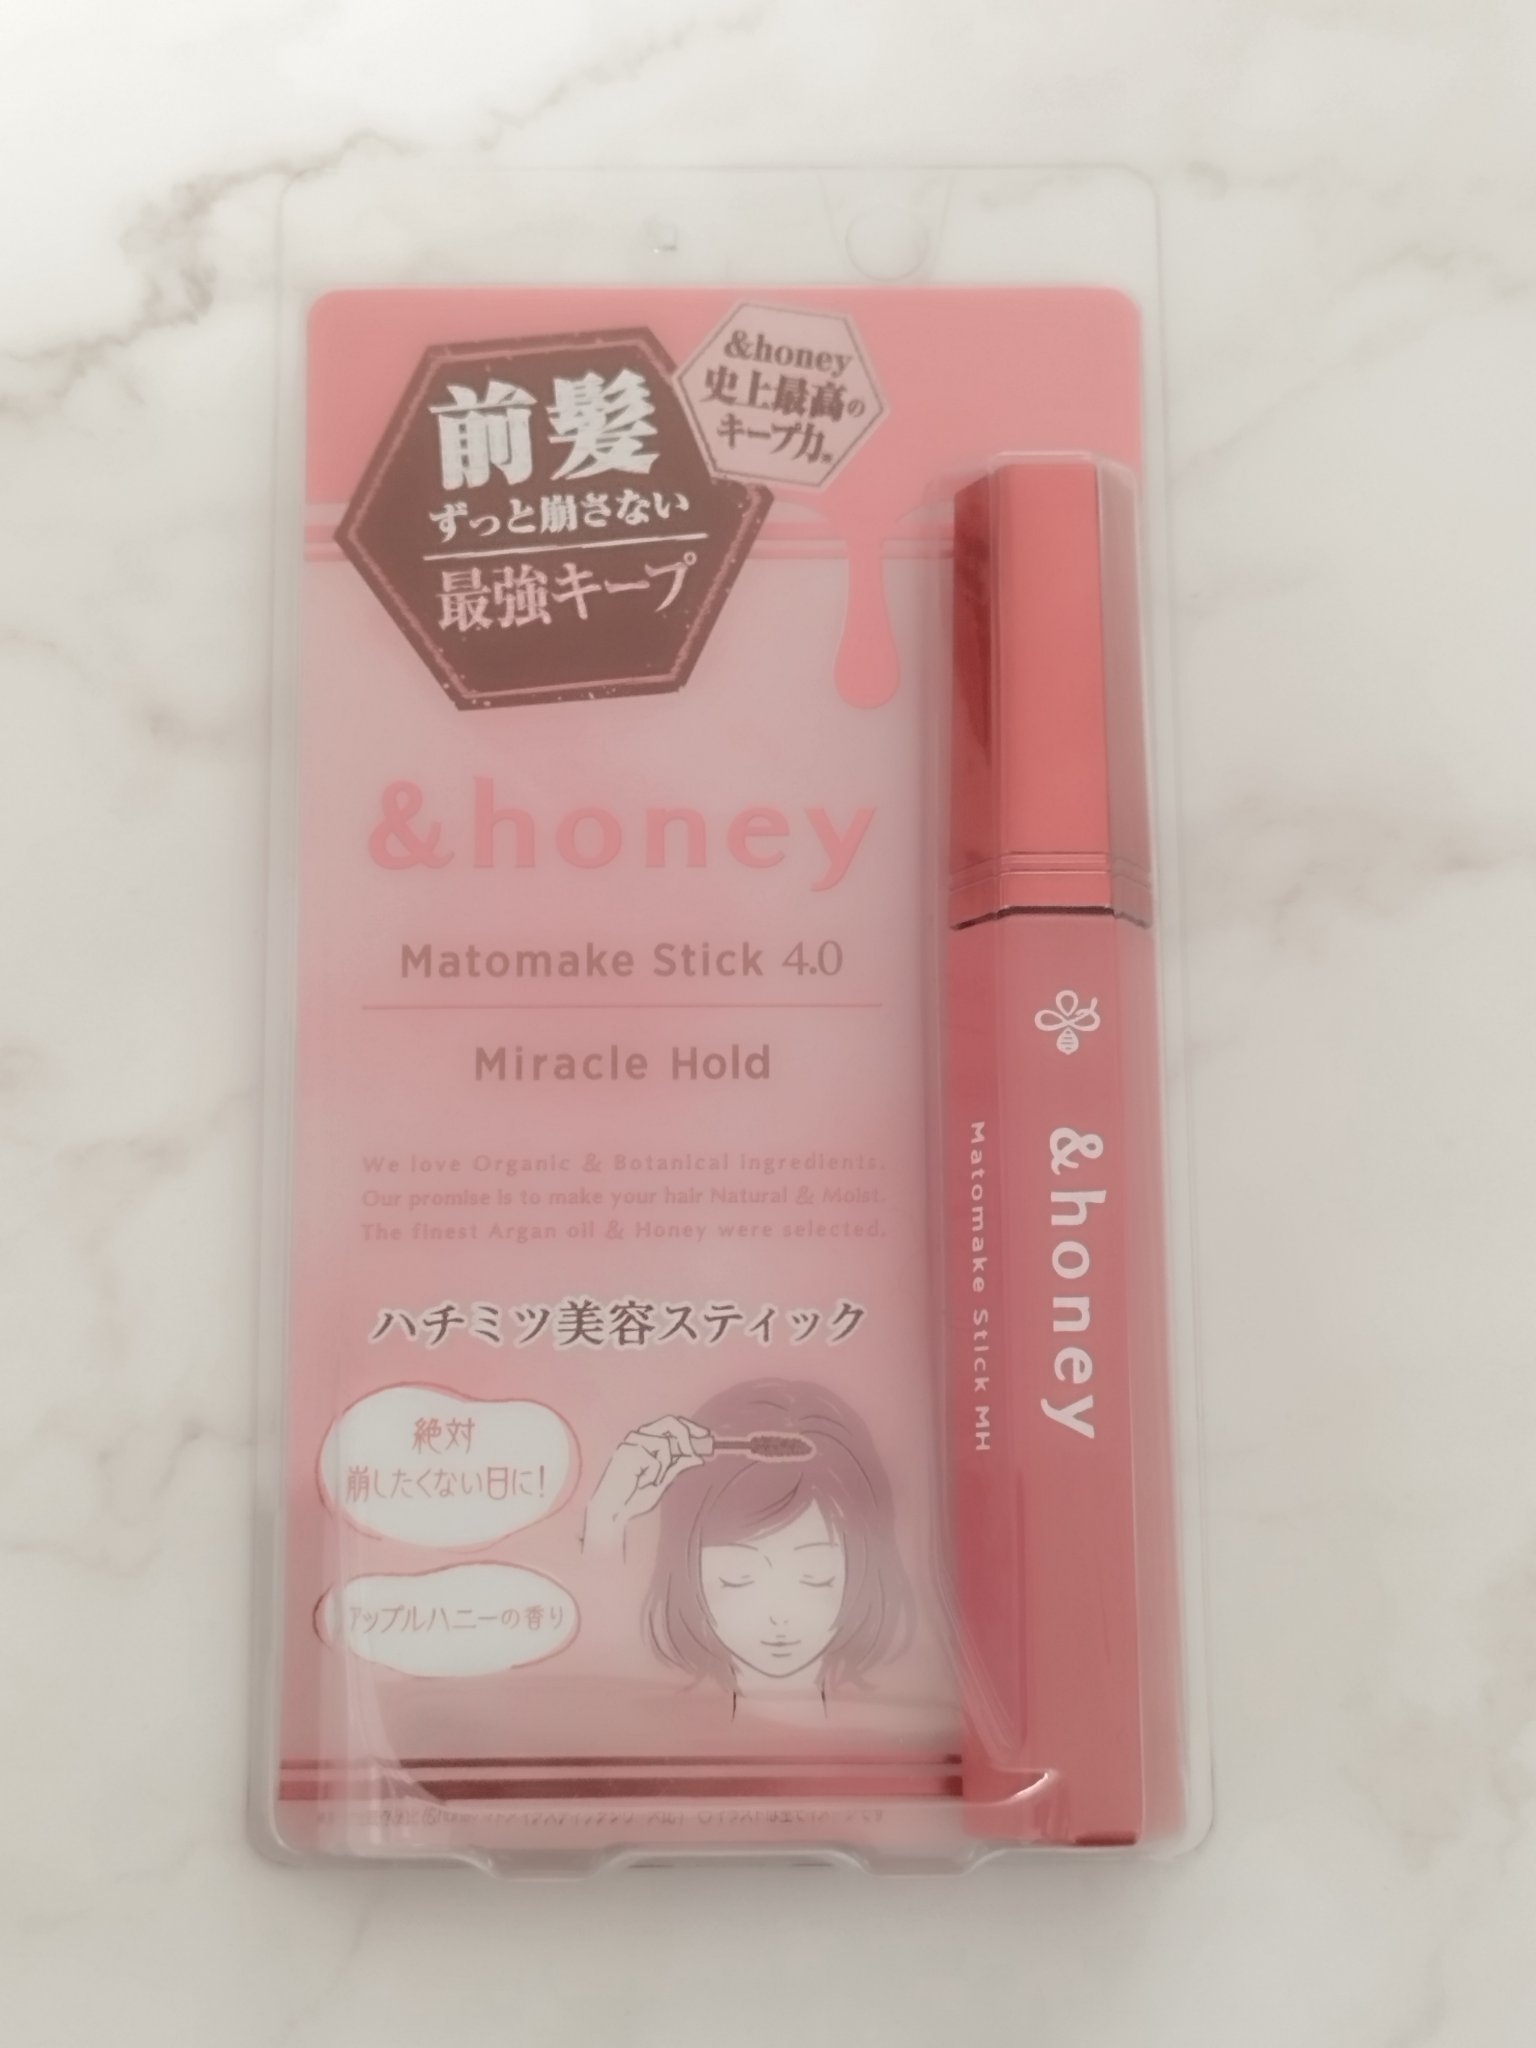 前髪
ずっと崩さない
最強キープ
&honey
史上最高の
キープ力※
&honey
Matomake Stick 4.0
Miracle Hold
We love Organic & Botanical ingredients.
Our promise is to make your hair Natural & Moist.
The finest Argan oil & Honey were selected.
ハチミツ美容スティック
絶対
崩したくない日に!
アップルハニーの香り
&honey
Matomake Stick MH